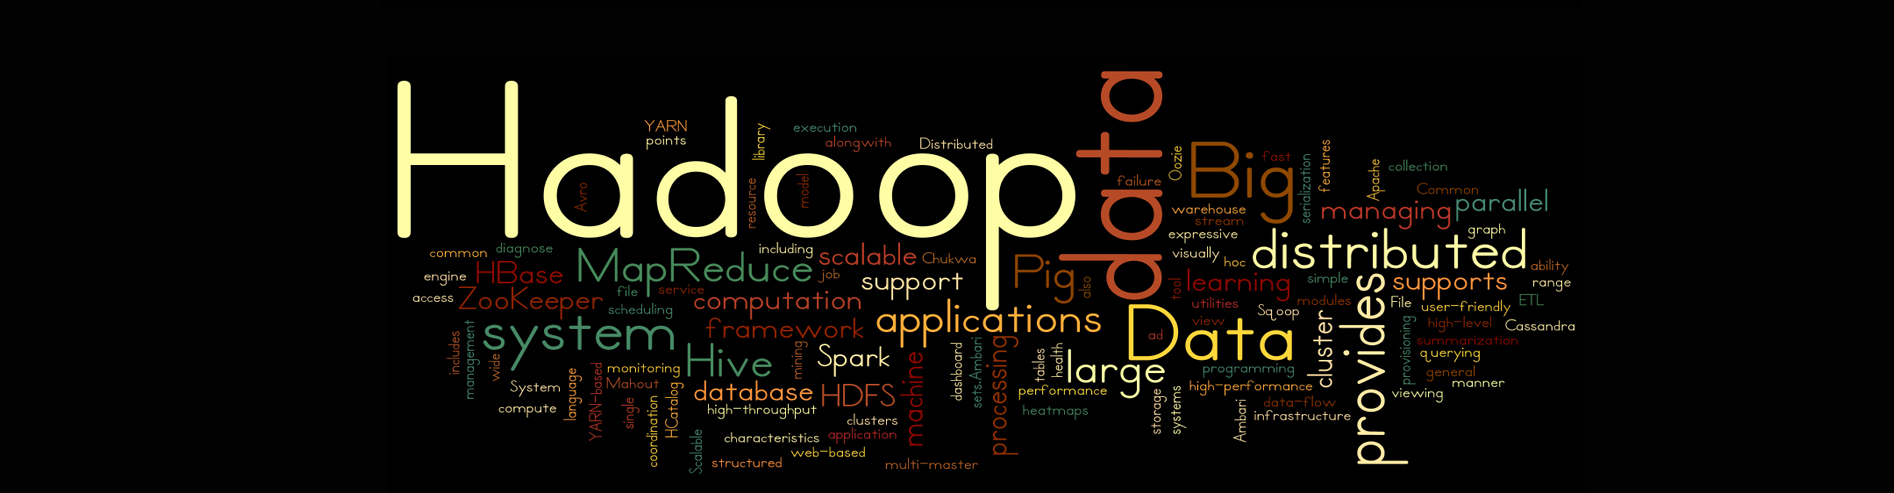 Hadoop
data
YARN
points
library
execution
alongwith
Distributed
Avro
resource
model
failure
Oozie
Big
fast
serialization
features
Apache
collection
Common
warehouse
stream
expressive
managing
parallel
graph
common
diagnose
engine
HBase
MapReduce
including
scalable
Chukwa
job
support
Pig
also
visually
hoc
distributed
ability
range
access
ZooKeeper
file
service
scheduling
computation
tool
learning
simple
supports
utilities
modules
File
user-friendly
ETL
Sqoop
view
high-level
Cassandra
system
framework
applications
Data
ad
cluster
provides
provisioning
summarization
querying
general
manner
viewing
includes
management
wide
System
compute
language
YARN-based
monitoring
Mahout
single
coordination
HCatalog
Hive
mining
Spark
database
HDFS
machine
high-throughput
dashboard
sets.Ambari
processing
tables
health
large
performance
heatmaps
programming
high-performance
storage
systems
data-flow
Ambari
infrastructure
clusters
characteristics
application
Scalable
structured
web-based
multi-master